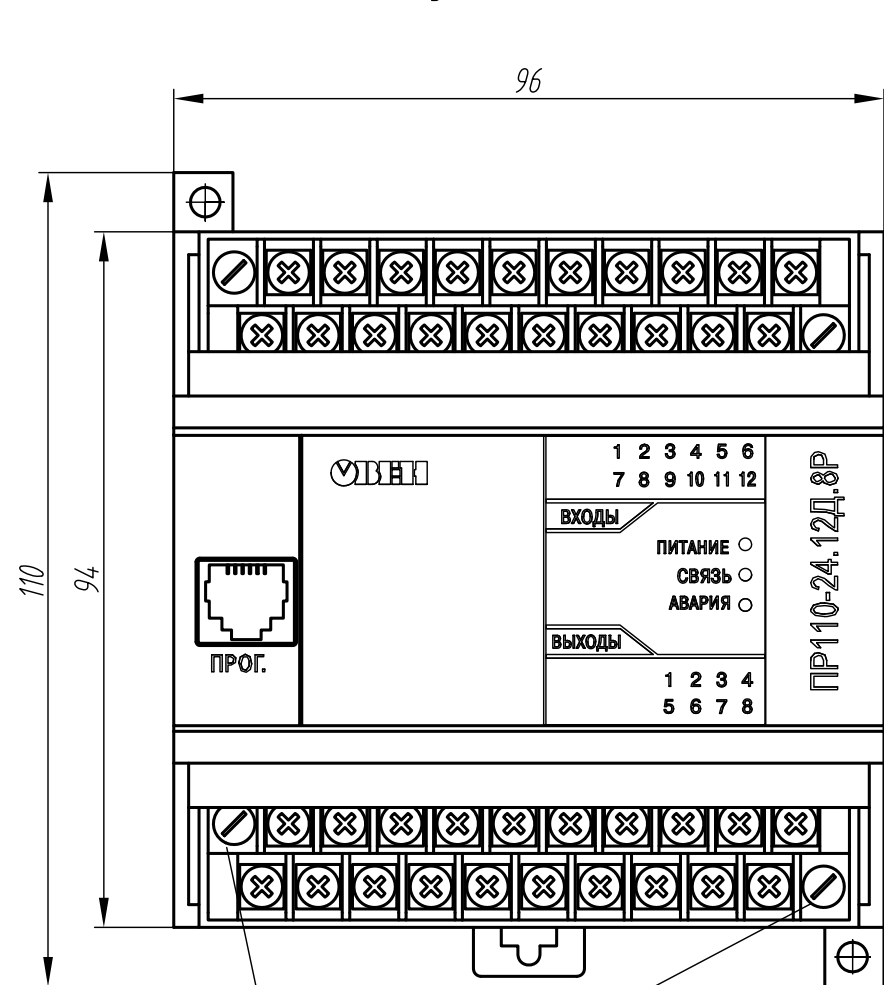 96
110
94
ОВЕН
1 2 3 4 5 6
7 8 9 10 11 12
ВХОДЫ
ПИТАНИЕ
СВЯЗЬ
АВАРИЯ
ВЫХОДЫ
1 2 3 4
5 6 7 8
ПРОГ.
ПР110-24.12Д.8Р